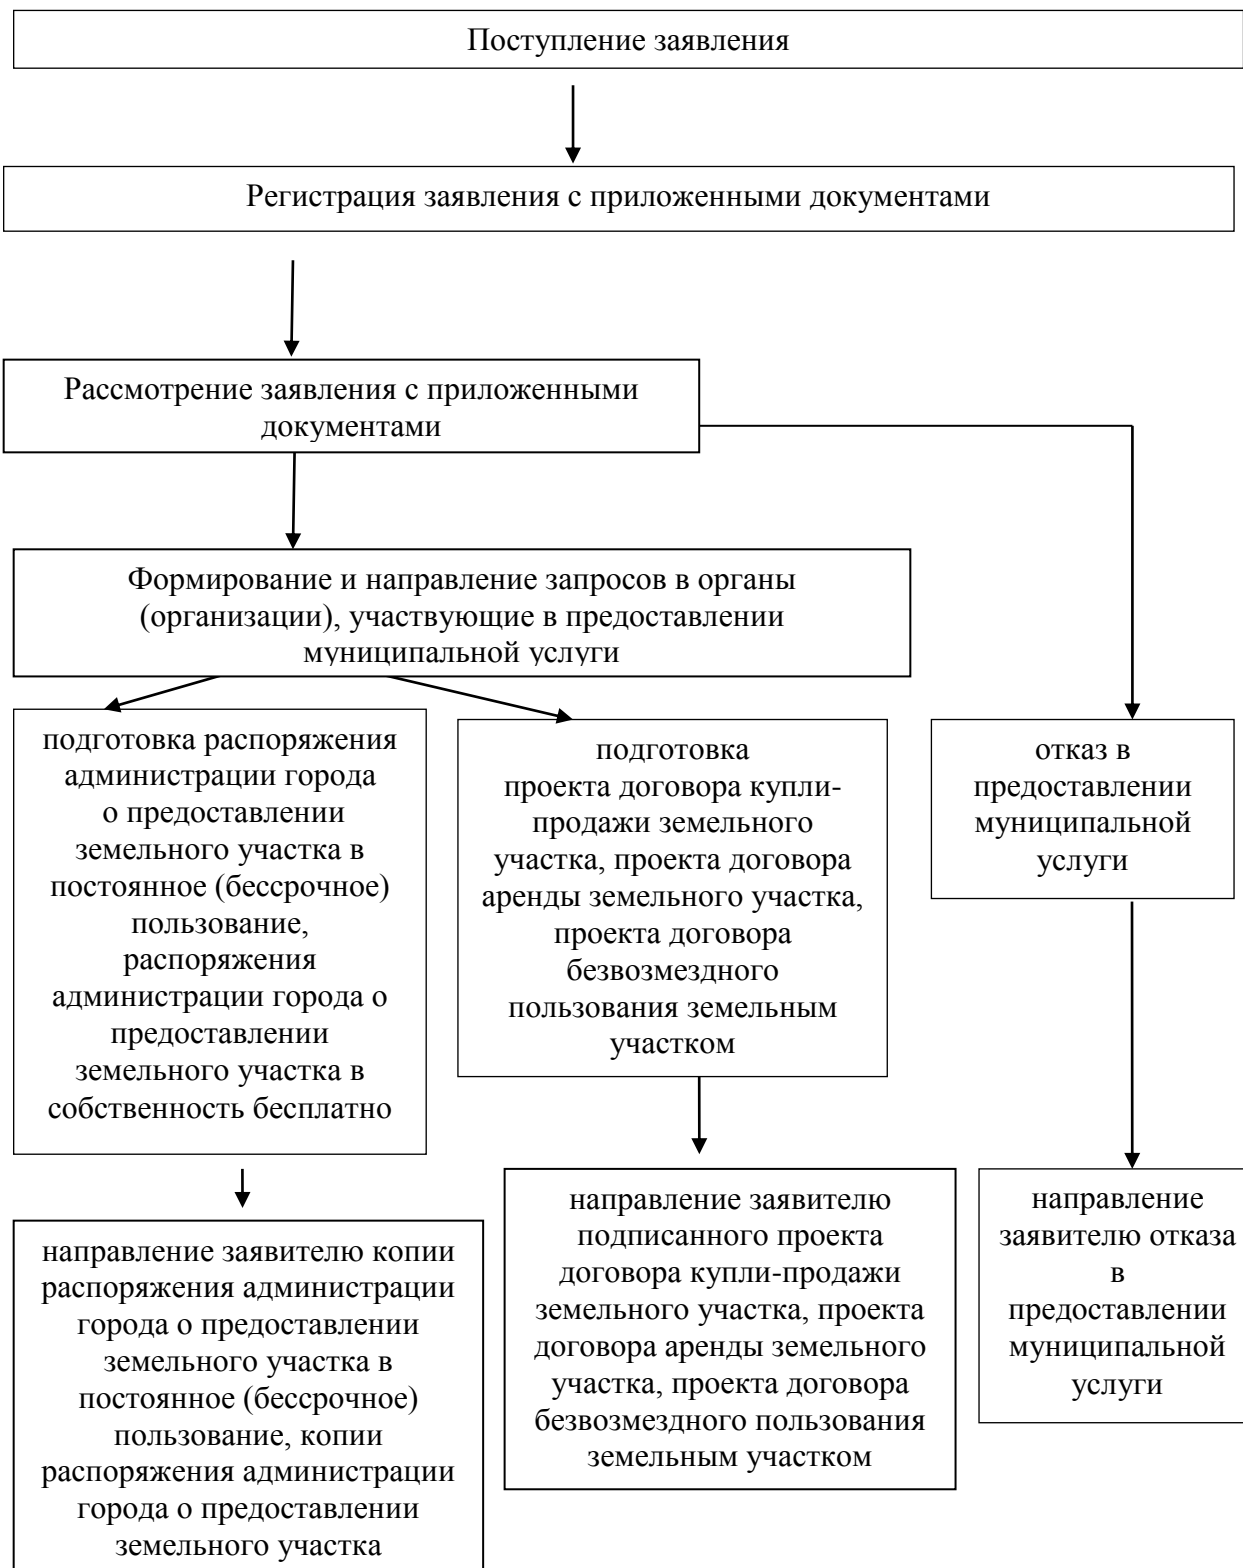 Поступление заявления
Регистрация заявления с приложенными документами
Рассмотрение заявления с приложенными
документами
Формирование и направление запросов в органы
(организации), участвующие в предоставлении
муниципальной услуги
подготовка распоряжения
администрации города
о предоставлении
земельного участка в
постоянное (бессрочное)
пользование,
распоряжения
администрации города о
предоставлении
земельного участка в
собственность бесплатно
подготовка
проекта договора купли-
продажи земельного
участка, проекта договора
аренды земельного участка,
проекта договора
безвозмездного
пользования земельным
участком
отказ в
предоставлении
муниципальной
услуги
направление заявителю копии
распоряжения администрации
города о предоставлении
земельного участка в
постоянное (бессрочное)
пользование, копии
распоряжения администрации
города о предоставлении
земельного участка
направление заявителю
подписанного проекта
договора купли-продажи
земельного участка, проекта
договора аренды земельного
участка, проекта договора
безвозмездного пользования
земельным участком
направление
заявителю отказа
в
предоставлении
муниципальной
услуги